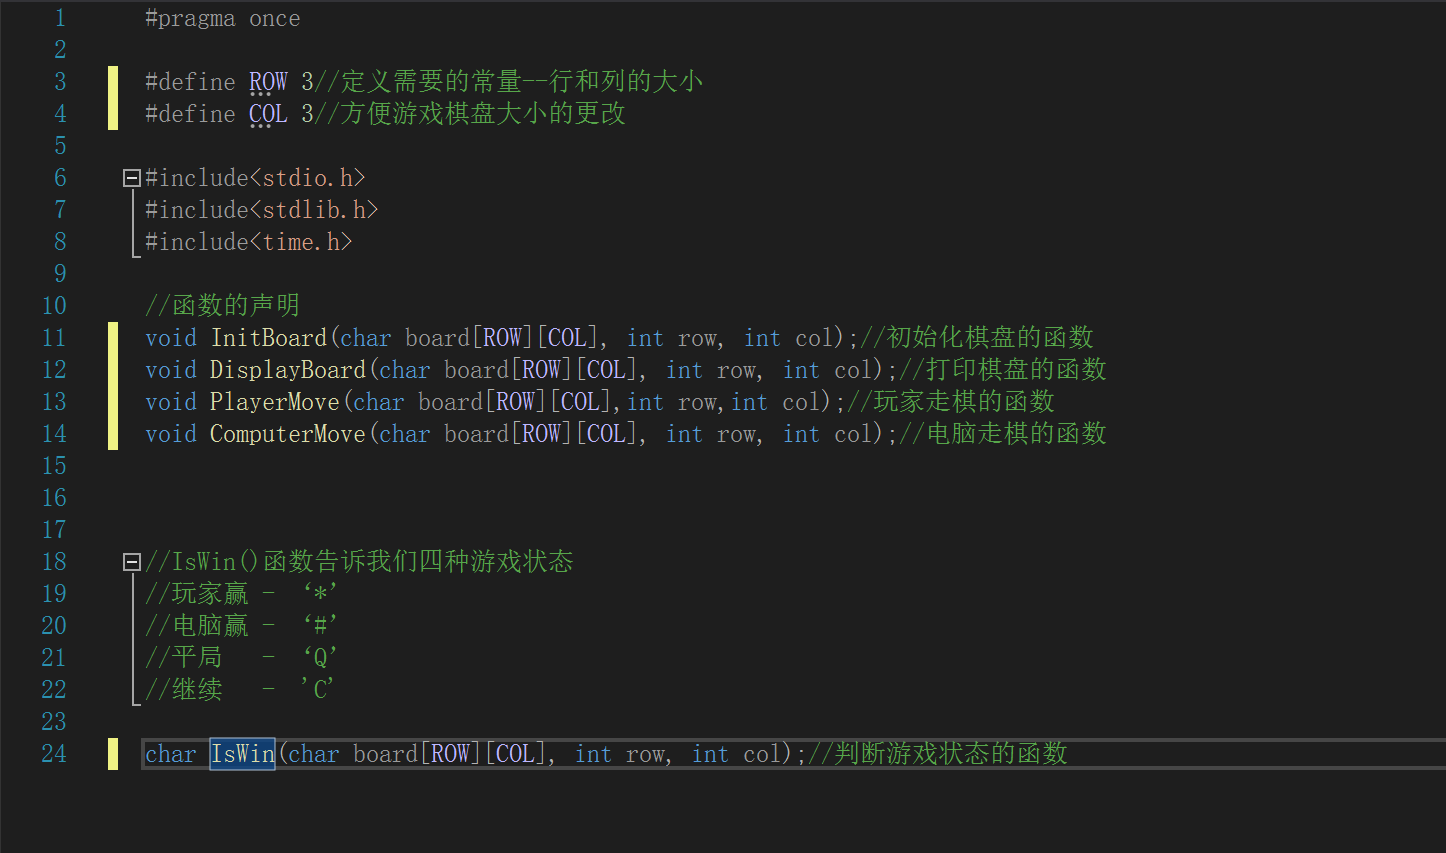 1 #pragma once
2
3 #define ROW 3//定义需要的常量--行和列的大小
4 #define COL 3//方便游戏棋盘大小的更改
5
6 #include<stdio.h>
7 #include<stdlib.h>
8 #include<time.h>
9
10 //函数的声明
11 void InitBoard(char board[ROW][COL], int row, int col);//初始化棋盘的函数
12 void DisplayBoard(char board[ROW][COL], int row, int col);//打印棋盘的函数
13 void PlayerMove(char board[ROW][COL],int row,int col);//玩家走棋的函数
14 void ComputerMove(char board[ROW][COL], int row, int col);//电脑走棋的函数
15
16
17
18 //IsWin()函数告诉我们四种游戏状态
19 //玩家赢 - ‘*’
20 //电脑赢 - ‘#’
21 //平局 - ‘Q’
22 //继续 - 'C’
23
24 char IsWin(char board[ROW][COL], int row, int col);//判断游戏状态的函数